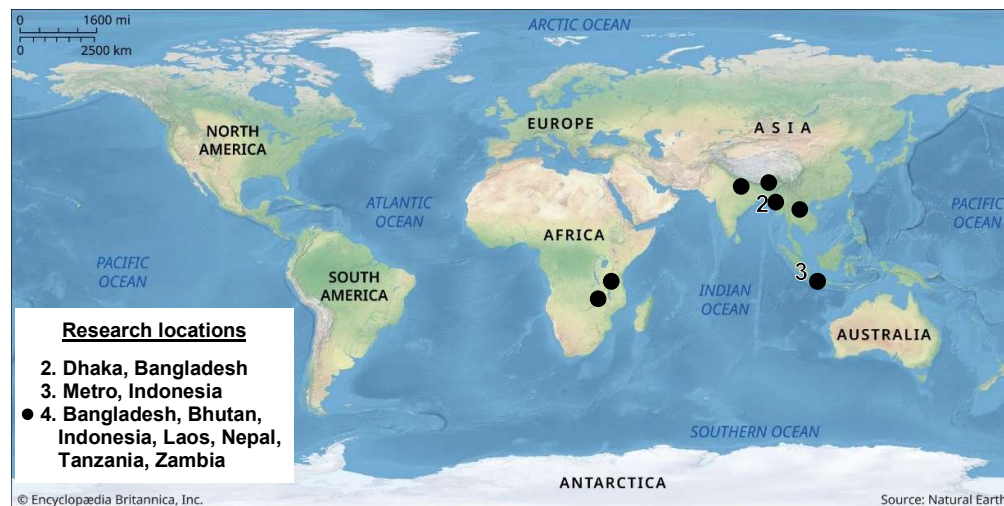 0 1600 mi
0 2500 km
ARCTIC OCEAN
NORTH
AMERICA
EUROPE
ASIA
ATLANTIC
OCEAN
PACIFIC
OCEAN
AFRICA
2
3
PACIFIC
OCEAN
SOUTH
AMERICA
INDIAN
OCEAN
AUSTRALIA
Research locations
2. Dhaka, Bangladesh
3. Metro, Indonesia
4. Bangladesh, Bhutan,
Indonesia, Laos, Nepal,
Tanzania, Zambia
SOUTHERN OCEAN
ANTARCTICA
© Encyclopædia Britannica, Inc.
Source: Natural Earth